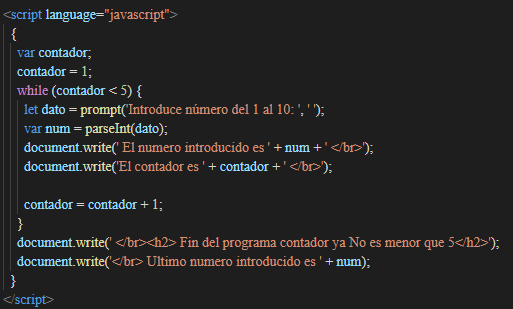 <script language="javascript">
{
var contador;
contador = 1;
while (contador < 5) {
let dato = prompt('Introduce número del 1 al 10: ', ' ');
var num = parseInt(dato);
document.write(' El numero introducido es ' + num + ' </br>');
document.write('El contador es ' + contador + ' </br>');
contador = contador + 1;
}
document.write(' </br><h2> Fin del programa contador ya No es menor que 5</h2>');
document.write('</br> Ultimo numero introducido es ' + num);
}
</script>